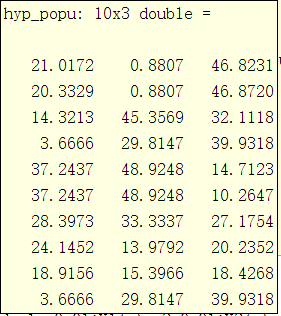 hyp_popu: 10x3 double =
21.0172 0.8807 46.8231
20.3329 0.8807 46.8720
14.3213 45.3569 32.1118
3.6666 29.8147 39.9318
37.2437 48.9248 14.7123
37.2437 48.9248 10.2647
28.3973 33.3337 27.1754
24.1452 13.9792 20.2352
18.9156 15.3966 18.4268
3.6666 29.8147 39.9318